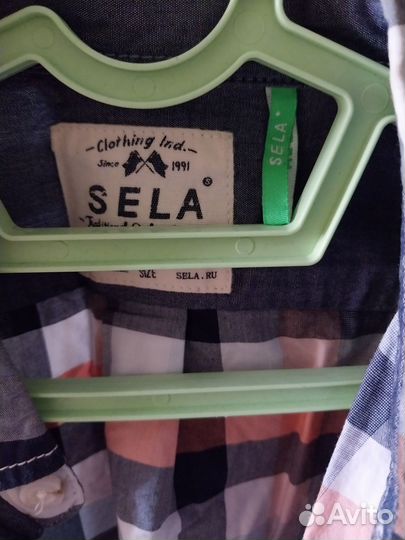 Clothing Ind.
Since 1991
SELA
SIZE SELA.RU
SELA
Avito